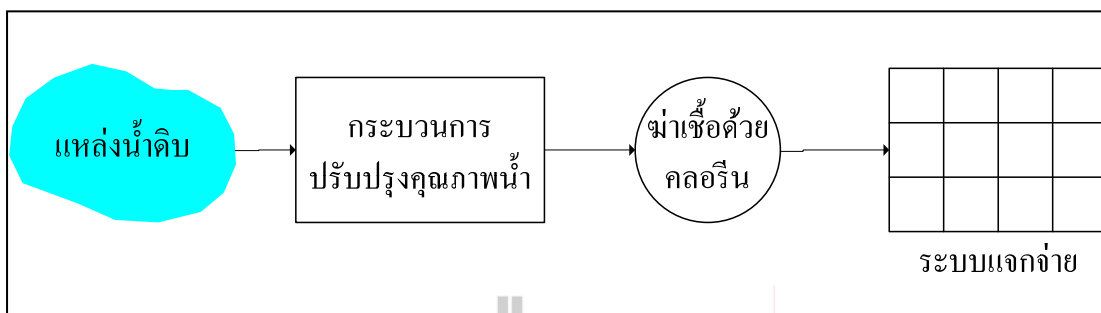 แหล่งน้ำดิบ
กระบวนการ
ปรับปรุงคุณภาพน้ำ
ฆ่าเชื้อด้วย
คลอรีน
ระบบแจกจ่าย